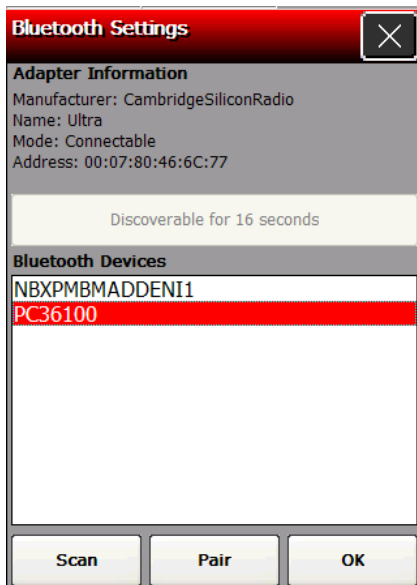 Bluetooth Settings
Adapter Information
Manufacturer: CambridgeSiliconRadio
Name: Ultra
Mode: Connectable
Address: 00:07:80:46:6C:77
Discoverable for 16 seconds
Bluetooth Devices
NBXPMBMADDENI1
PC36100
Scan Pair OK